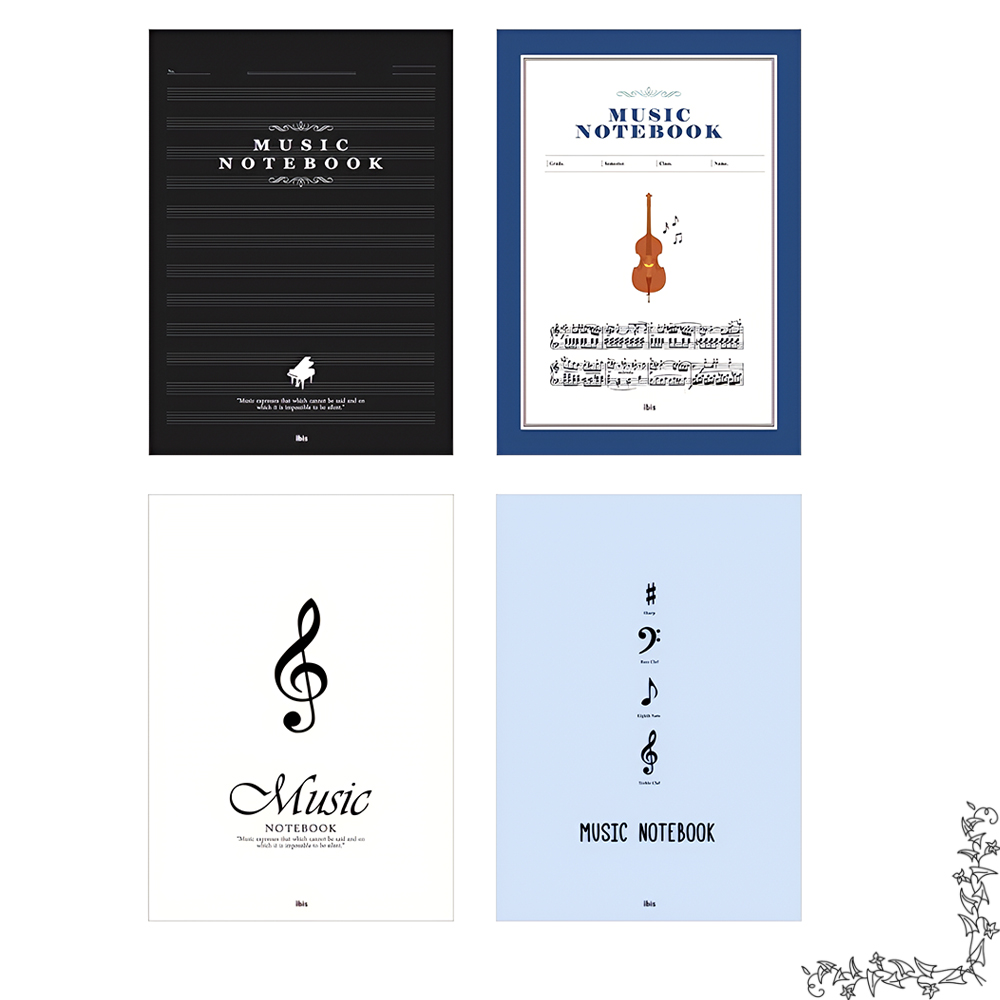 MUSIC
NOTEBOOK
"Music expresses that which cannot be said and on
which it is impossible to be silent."
ibis
MUSIC
NOTEBOOK
Grade. Semester Class. Name.
ibis
Music
NOTEBOOK
"Music expresses that which cannot be said and on
which it is impossible to be silent."
ibis
Sharp
Bass Clef
Eighth Note
Treble Clef
MUSIC NOTEBOOK
ibis